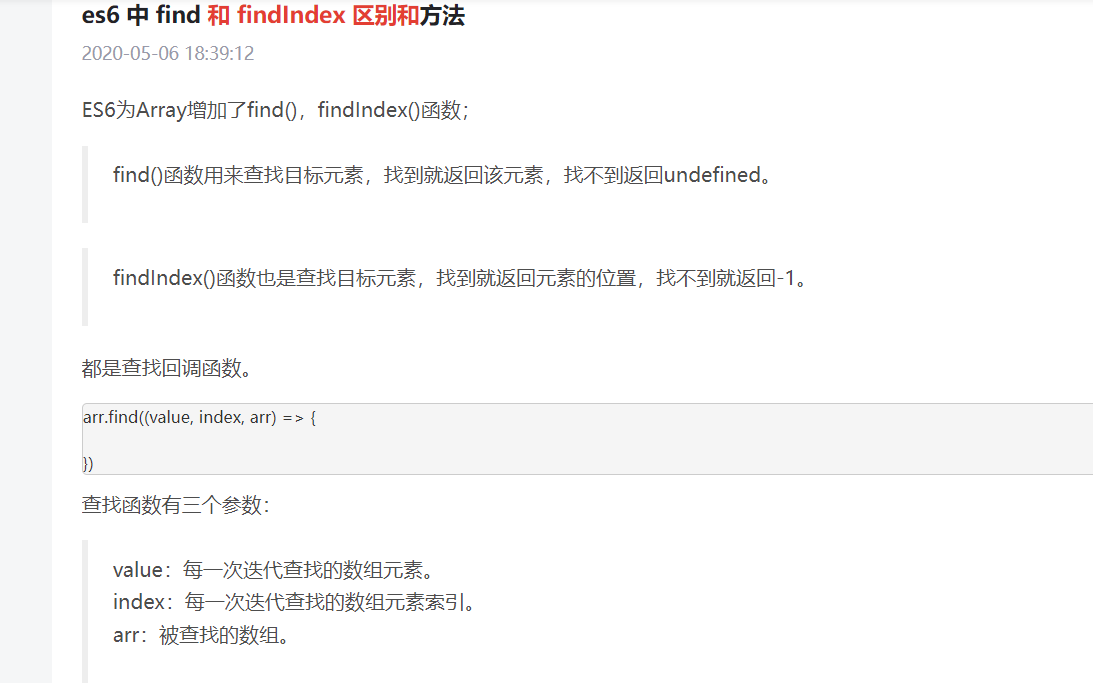 es6 中 find 和 findIndex 区别和方法
2020-05-06 18:39:12
ES6为Array增加了find()，findIndex()函数；
find()函数用来查找目标元素，找到就返回该元素，找不到返回undefined。
findIndex()函数也是查找目标元素，找到就返回元素的位置，找不到就返回-1。
都是查找回调函数。
arr.find((value, index, arr) => {
})
查找函数有三个参数：
value：每一次迭代查找的数组元素。
index：每一次迭代查找的数组元素索引。
arr：被查找的数组。